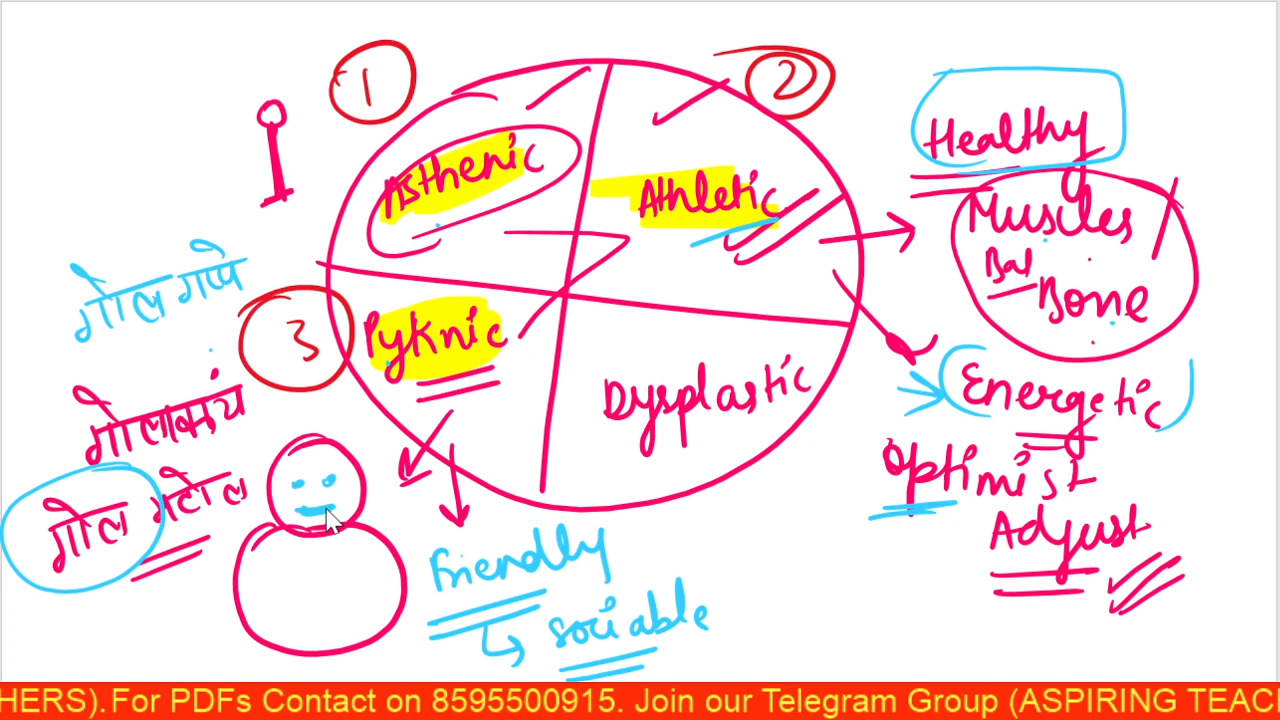 1
2
Asthenic
Athletic
Healthy
Muscles
Bal
Bone
गोल गप्पे
3
Pyknic
Dysplastic
Energetic
गोलाकाय
गोल मटोल
Optimist
Adjust
Friendly
sociable
HERS).For PDFs Contact on 8595500915. Join our Telegram Group (ASPIRING TEAC